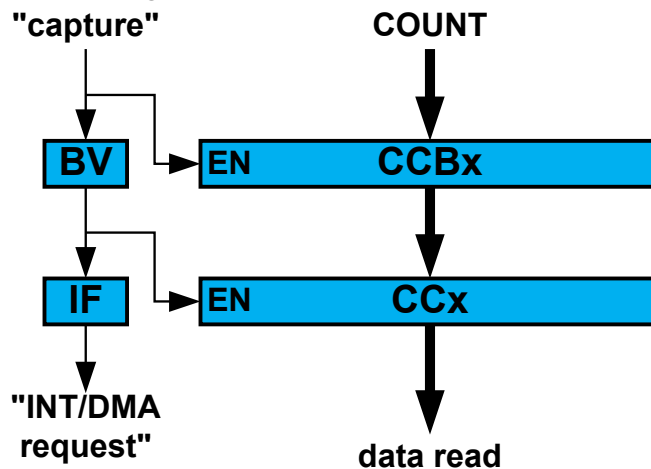 "capture"
COUNT
BV
EN
CCBx
IF
EN
CCx
"INT/DMA
request"
data read